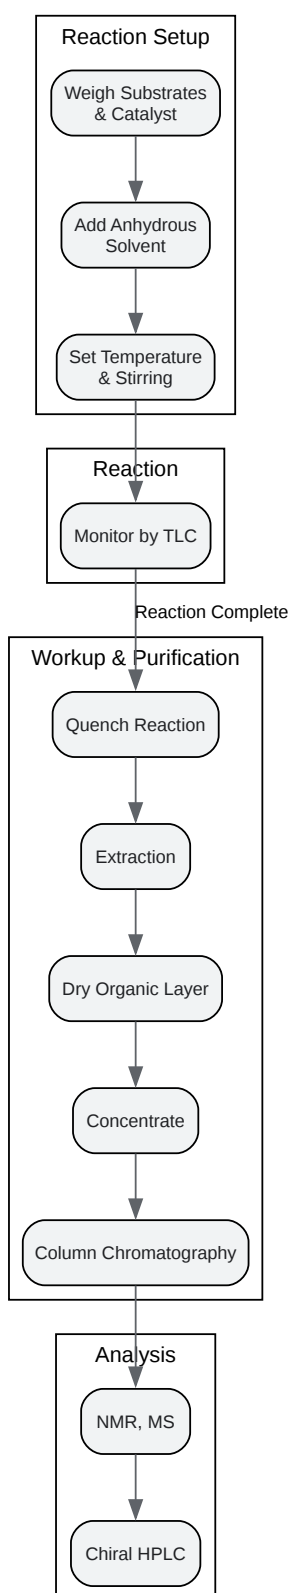 Reaction Setup
Weigh Substrates
& Catalyst
Add Anhydrous
Solvent
Set Temperature
& Stirring
Reaction
Monitor by TLC
Reaction Complete
Workup & Purification
Quench Reaction
Extraction
Dry Organic Layer
Concentrate
Column Chromatography
Analysis
NMR, MS
Chiral HPLC